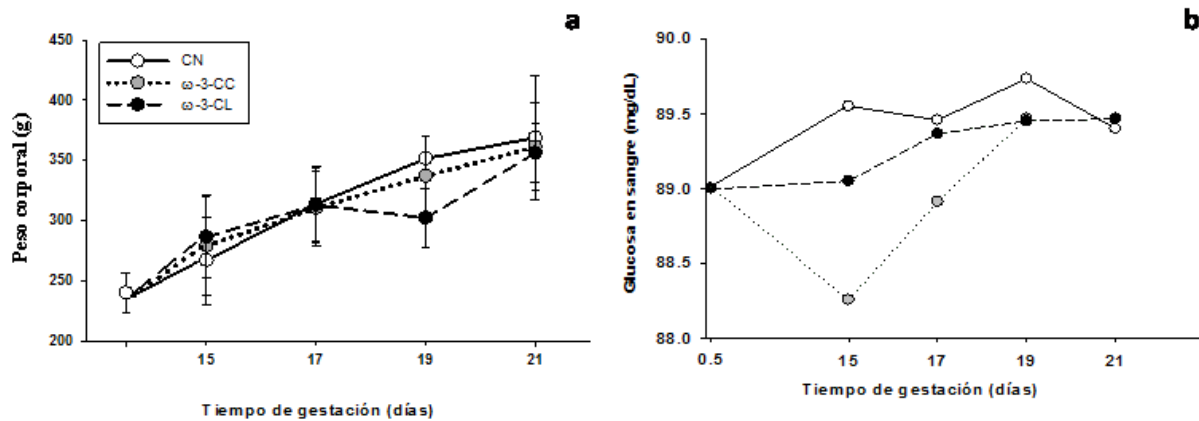 a
450
400
350
300
250
200
Peso corporal (g)
CN
ω-3-CC
ω-3-CL
15
17
19
21
Tiempo de gestación (días)
b
90.0
89.5
89.0
88.5
88.0
Glucosa en sangre (mg/dL)
0.5
15
17
19
21
Tiempo de gestación (días)